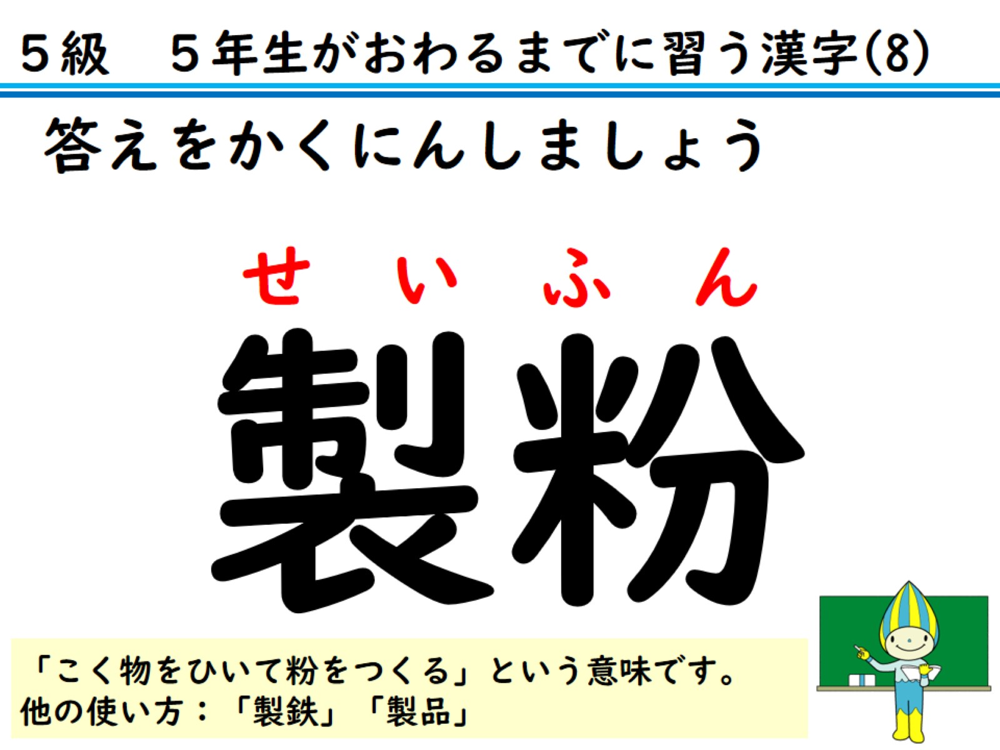 ５級　５年生がおわるまでに習う漢字(8)
答えをかくにんしましょう
せいふん
製粉
「こく物をひいて粉をつくる」という意味です。
他の使い方：「製鉄」「製品」